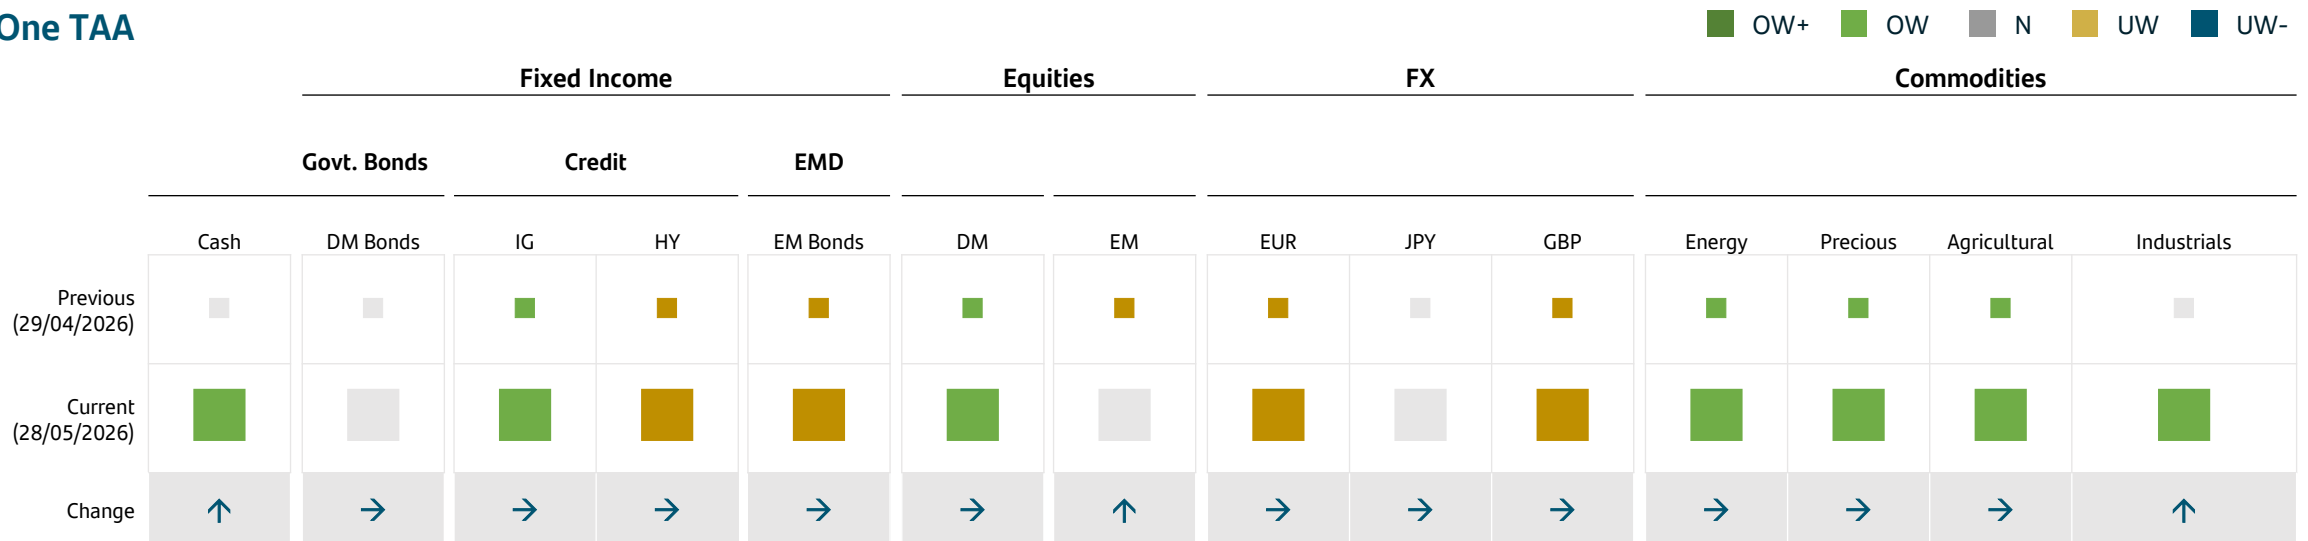 One TAA
OW+ OW N UW UW-
Fixed Income Equities FX Commodities
Govt. Bonds Credit EMD
Cash DM Bonds IG HY EM Bonds DM EM EUR JPY GBP Energy Precious Agricultural Industrials
Previous
(29/04/2026)
Current
(28/05/2026)
Change ↑ → → → → → ↑ → → → → → → ↑